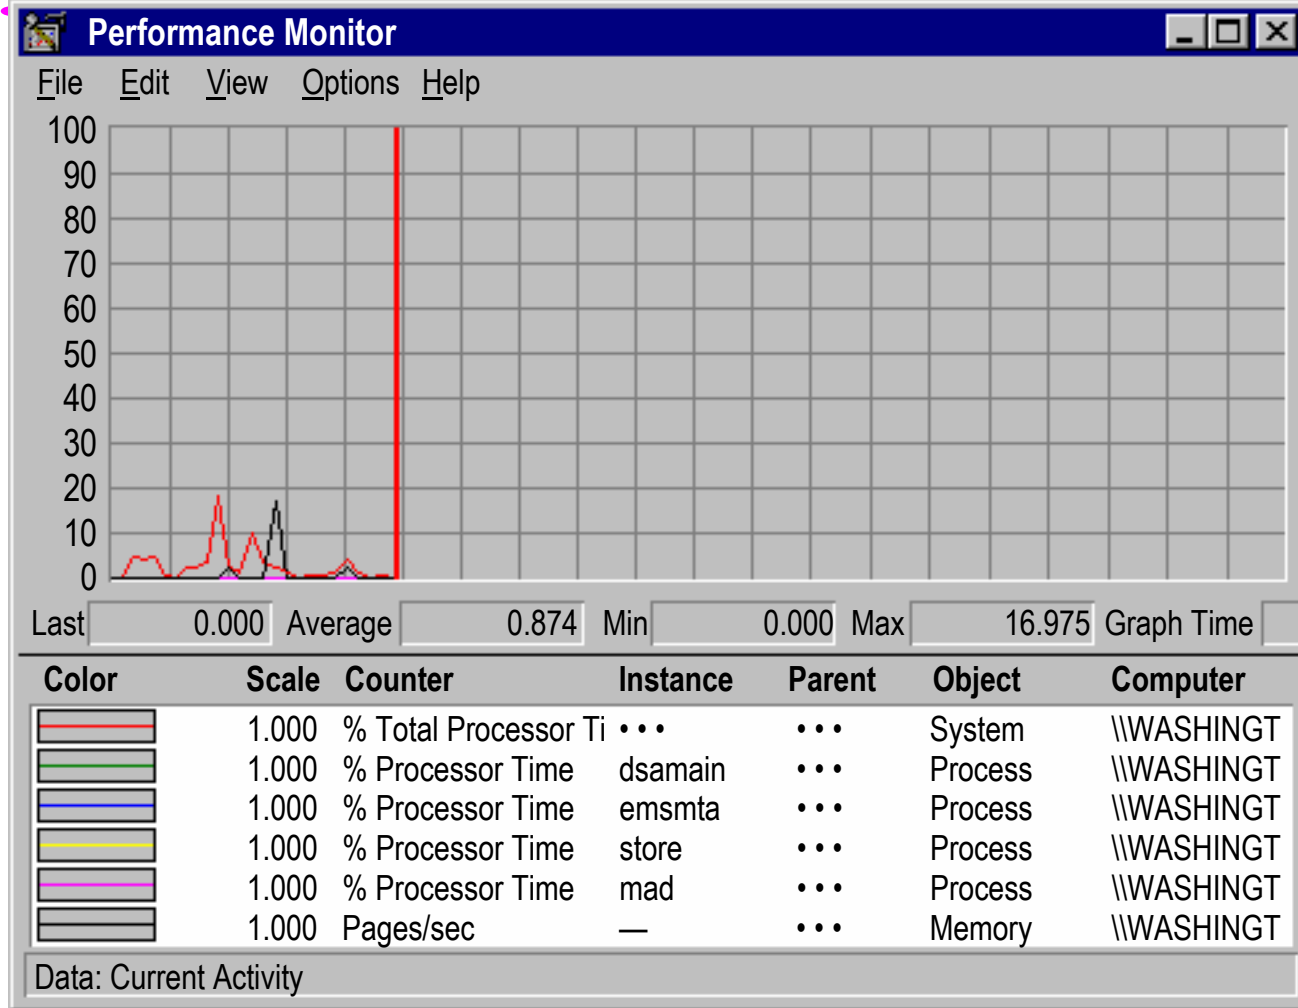 Performance Monitor
File Edit View Options Help
100
90
80
70
60
50
40
30
20
10
0
Last 0.000 Average 0.874 Min 0.000 Max 16.975 Graph Time
Color Scale Counter Instance Parent Object Computer
1.000 % Total Processor Ti • • • • • • System \\WASHINGT
1.000 % Processor Time dsamain • • • Process \\WASHINGT
1.000 % Processor Time emsmta • • • Process \\WASHINGT
1.000 % Processor Time store • • • Process \\WASHINGT
1.000 % Processor Time mad • • • Process \\WASHINGT
1.000 Pages/sec — • • • Memory \\WASHINGT
Data: Current Activity